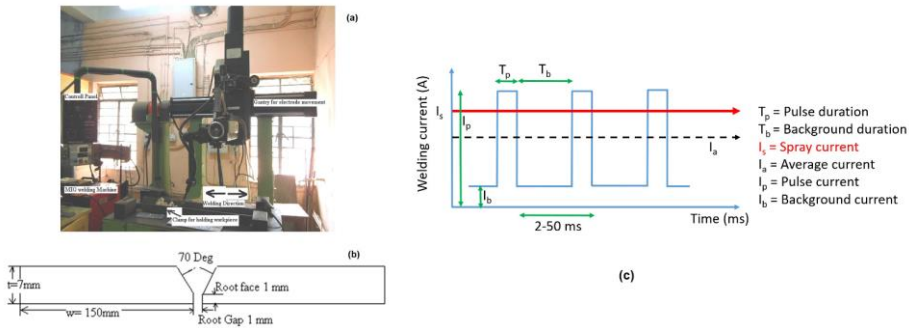 (a)
Controll Panel
Gantry for electrode movement
MIG welding Machine
Welding Direction
Clamp for holding workpiece
(b)
70 Deg
t=7mm
Root face 1 mm
w= 150mm
Root Gap 1 mm
Welding current (A)
Tp
Tb
Is
Ip
Ia
Ib
Time (ms)
2-50 ms
Tp = Pulse duration
Tb = Background duration
Is = Spray current
Ia = Average current
Ip = Pulse current
Ib = Background current
(c)